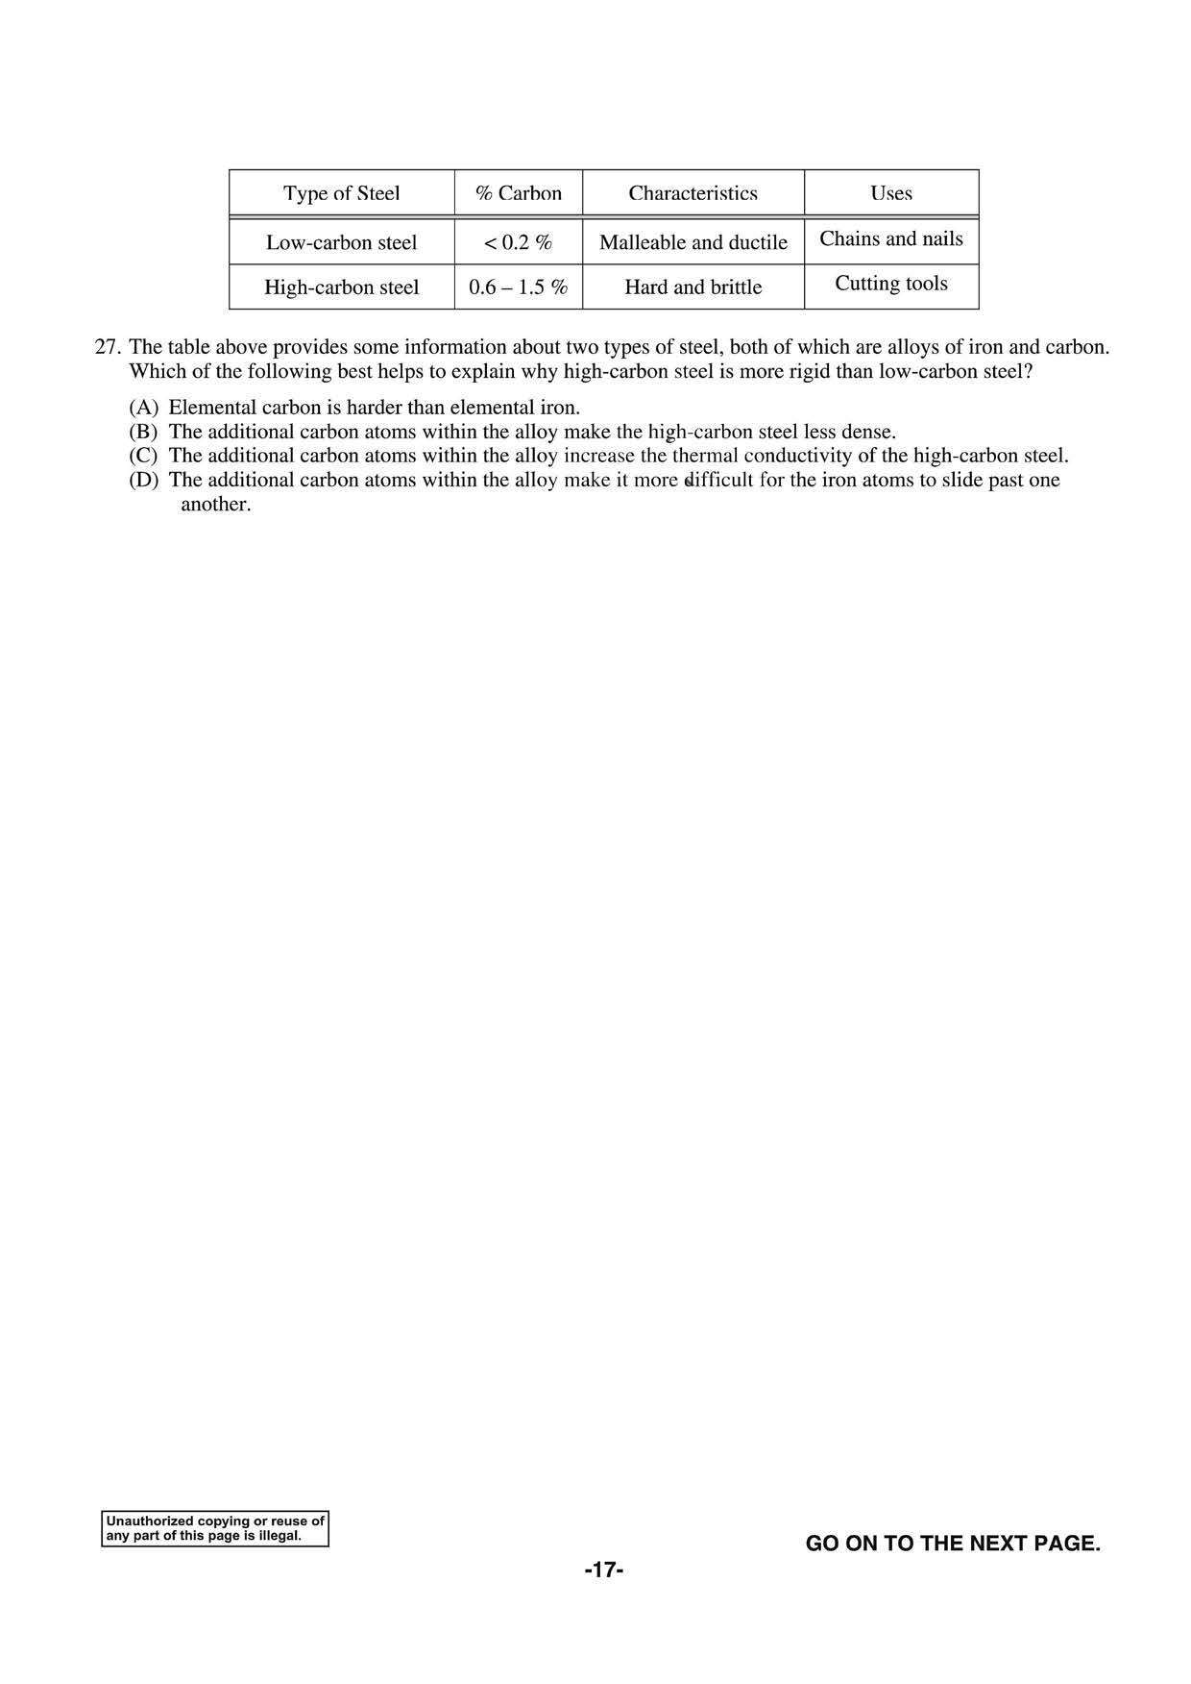 Type of Steel % Carbon Characteristics Uses
Low-carbon steel < 0.2 % Malleable and ductile Chains and nails
High-carbon steel 0.6 – 1.5 % Hard and brittle Cutting tools
27. The table above provides some information about two types of steel, both of which are alloys of iron and carbon.
Which of the following best helps to explain why high-carbon steel is more rigid than low-carbon steel?
(A) Elemental carbon is harder than elemental iron.
(B) The additional carbon atoms within the alloy make the high-carbon steel less dense.
(C) The additional carbon atoms within the alloy increase the thermal conductivity of the high-carbon steel.
(D) The additional carbon atoms within the alloy make it more difficult for the iron atoms to slide past one
another.
Unauthorized copying or reuse of
any part of this page is illegal.
GO ON TO THE NEXT PAGE.
-17-